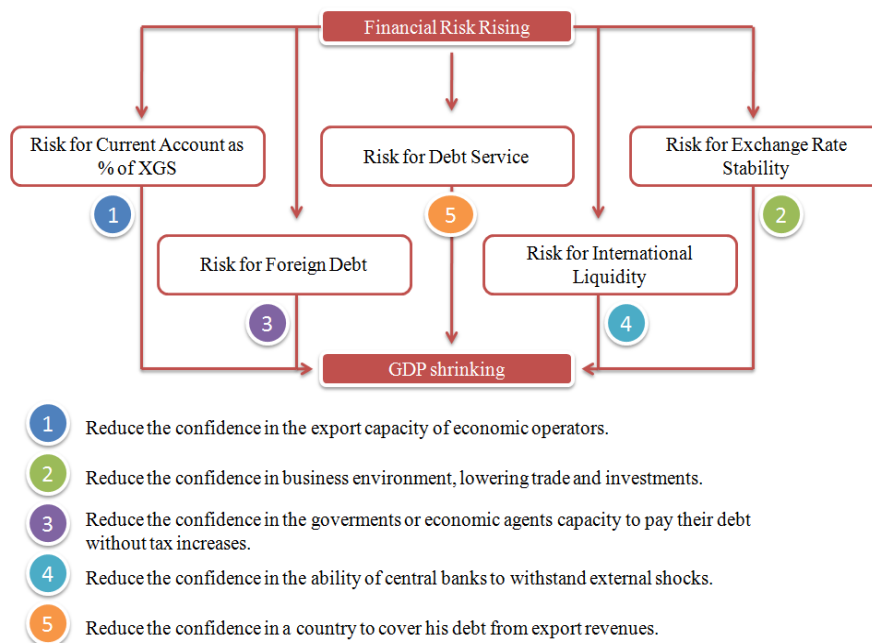 Financial Risk Rising
Risk for Current Account as
% of XGS
Risk for Debt Service
Risk for Exchange Rate
Stability
1
5
2
Risk for Foreign Debt
Risk for International
Liquidity
3
4
GDP shrinking
1 Reduce the confidence in the export capacity of economic operators.
2 Reduce the confidence in business environment, lowering trade and investments.
3 Reduce the confidence in the goverments or economic agents capacity to pay their debt
without tax increases.
4 Reduce the confidence in the ability of central banks to withstand external shocks.
5 Reduce the confidence in a country to cover his debt from export revenues.